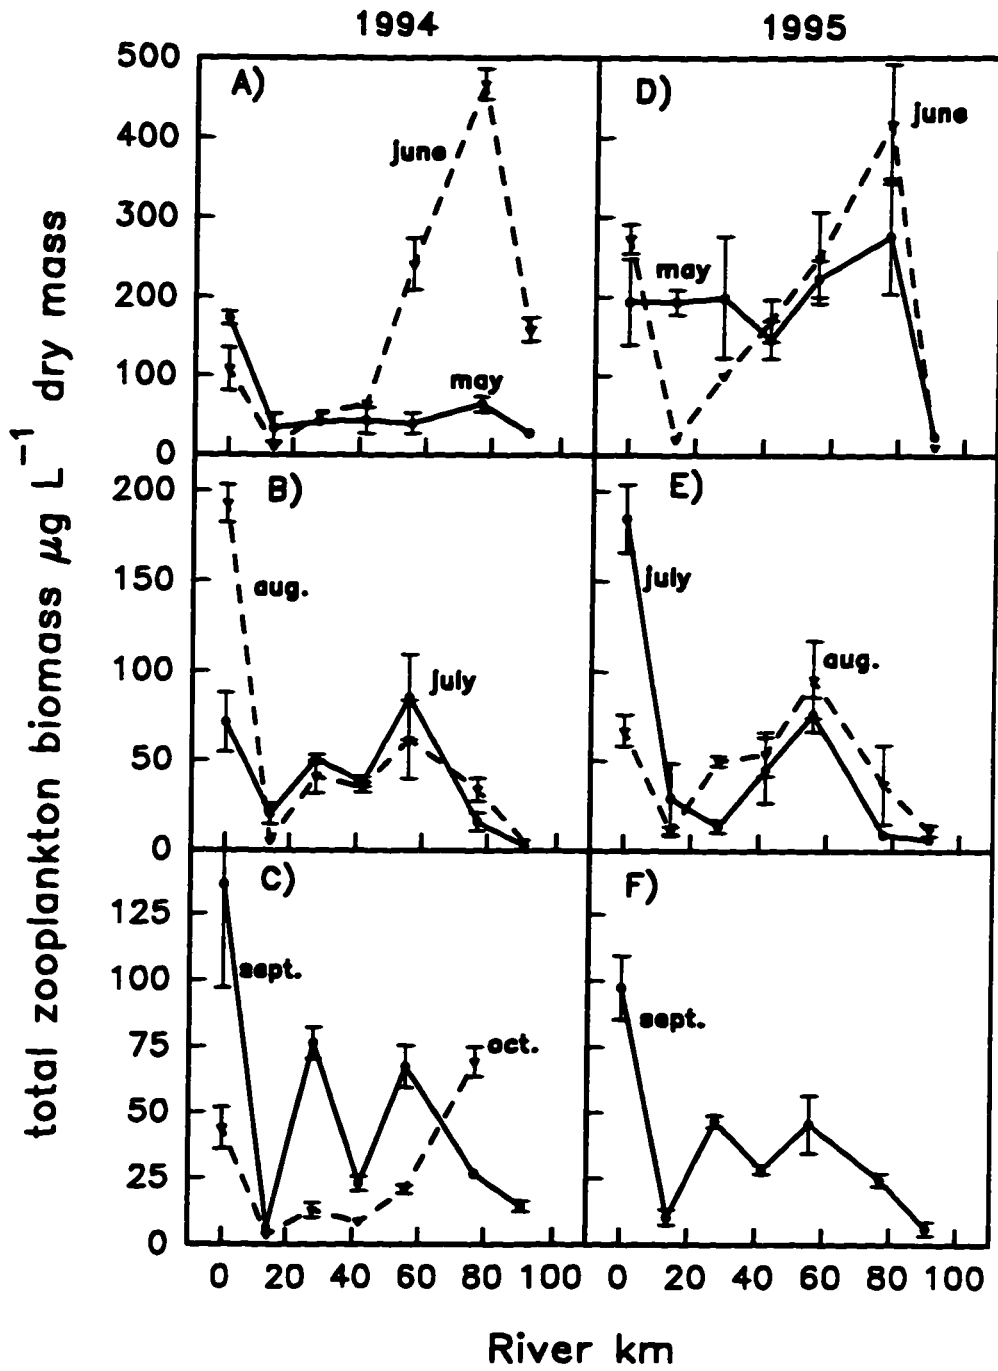 1994 1995
500
400
300
200
100
0
A)
june
may
D)
june
may
200
150
100
50
0
B)
aug.
july
E)
july
aug.
125
100
75
50
25
0
C)
sept.
oct.
F)
sept.
0 20 40 60 80 100 0 20 40 60 80 100
River km
total zooplankton biomass µg L⁻¹ dry mass